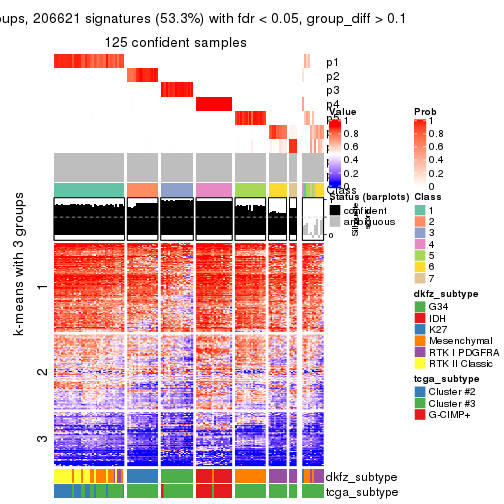 oups, 206621 signatures (53.3%) with fdr < 0.05, group_diff > 0.1
125 confident samples
p1
p2
p3
p4
Class
k-means with 3 groups
1
2
3
dkfz_subtype
tcga_subtype
Value
1
0.8
0.6
0.4
0.2
0
Status (barplots)
confident
ambiguous
Silhouette score
0
Prob
1
0.8
0.6
0.4
0.2
0
Class
1
2
3
4
5
6
7
dkfz_subtype
G34
IDH
K27
Mesenchymal
RTK I PDGFRA
RTK II Classic
tcga_subtype
Cluster #2
Cluster #3
G-CIMP+